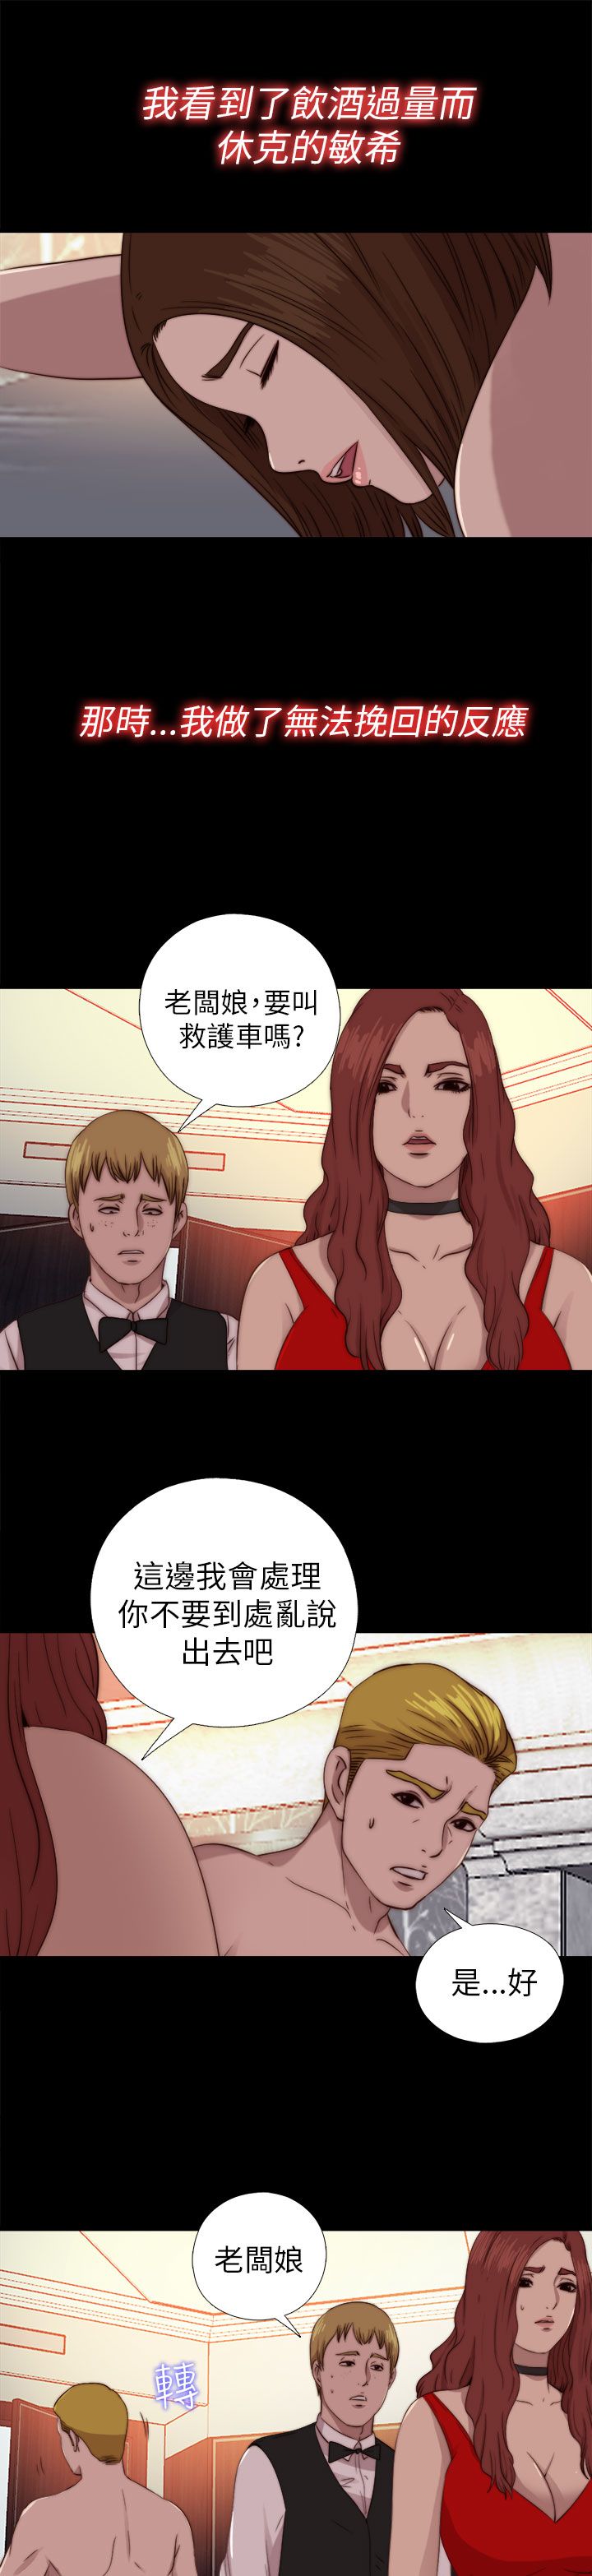 我看到了飲酒過量而
休克的敏希
那時...我做了無法挽回的反應
老闆娘,要叫
救護車嗎?
這邊我會處理
你不要到處亂說
出去吧
是...好
老闆娘
轉